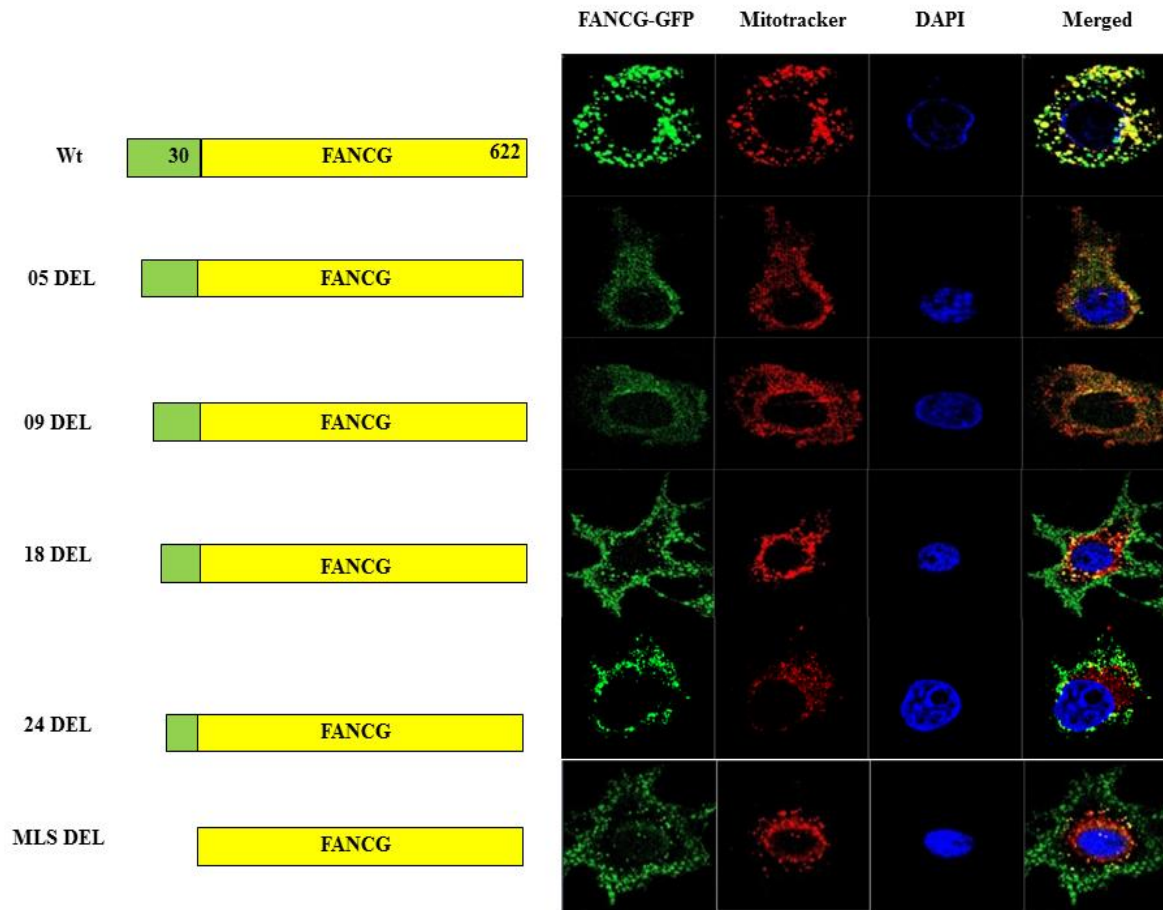 FANCG-GFP Mitotracker DAPI Merged
Wt 30 FANCG 622
05 DEL FANCG
09 DEL FANCG
18 DEL FANCG
24 DEL FANCG
MLS DEL FANCG